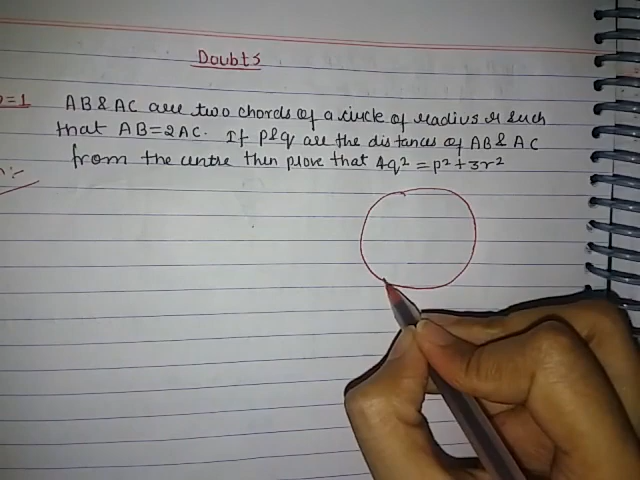 Doubts
Q=1 AB & AC are two chords of a circle of radius r such
that AB=2AC. If p & q are the distances of AB & AC
from the centre then prove that 4q² = p² + 3r²